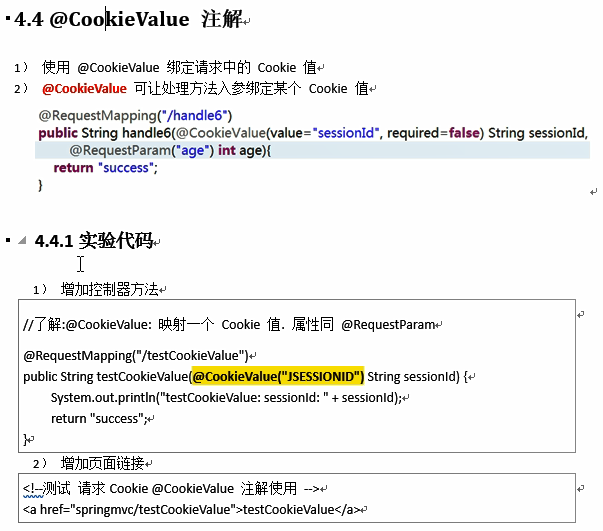 4.4 @CookieValue 注解
1） 使用 @CookieValue 绑定请求中的 Cookie 值
2） @CookieValue 可让处理方法入参绑定某个 Cookie 值
@RequestMapping("/handle6")
public String handle6(@CookieValue(value="sessionId", required=false) String sessionId,
@RequestParam("age") int age){
return "success";
}
4.4.1 实验代码
1） 增加控制器方法
//了解:@CookieValue: 映射一个 Cookie 值. 属性同 @RequestParam
@RequestMapping("/testCookieValue")
public String testCookieValue(@CookieValue("JSESSIONID") String sessionId) {
System.out.println("testCookieValue: sessionId: " + sessionId);
return "success";
}
2） 增加页面链接
<!--测试 请求 Cookie @CookieValue 注解使用 -->
<a href="springmvc/testCookieValue">testCookieValue</a>